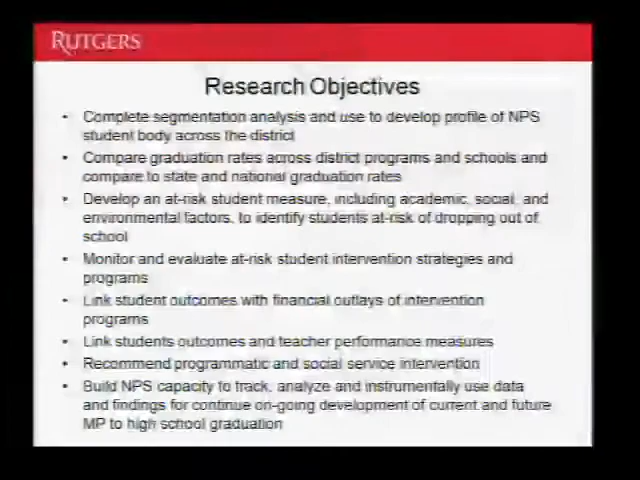 RUTGERS
Research Objectives
• Complete segmentation analysis and use to develop profile of NPS
student body across the district
• Compare graduation rates across district programs and schools and
compare to state and national graduation rates
• Develop an at-risk student measure, including academic, social, and
environmental factors, to identify students at-risk of dropping out of
school
• Monitor and evaluate at-risk student intervention strategies and
programs
• Link student outcomes with financial outlays of intervention
programs
• Link students outcomes and teacher performance measures
• Recommend programmatic and social service intervention
• Build NPS capacity to track, analyze and instrumentally use data
and findings for continue on-going development of current and future
MP to high school graduation